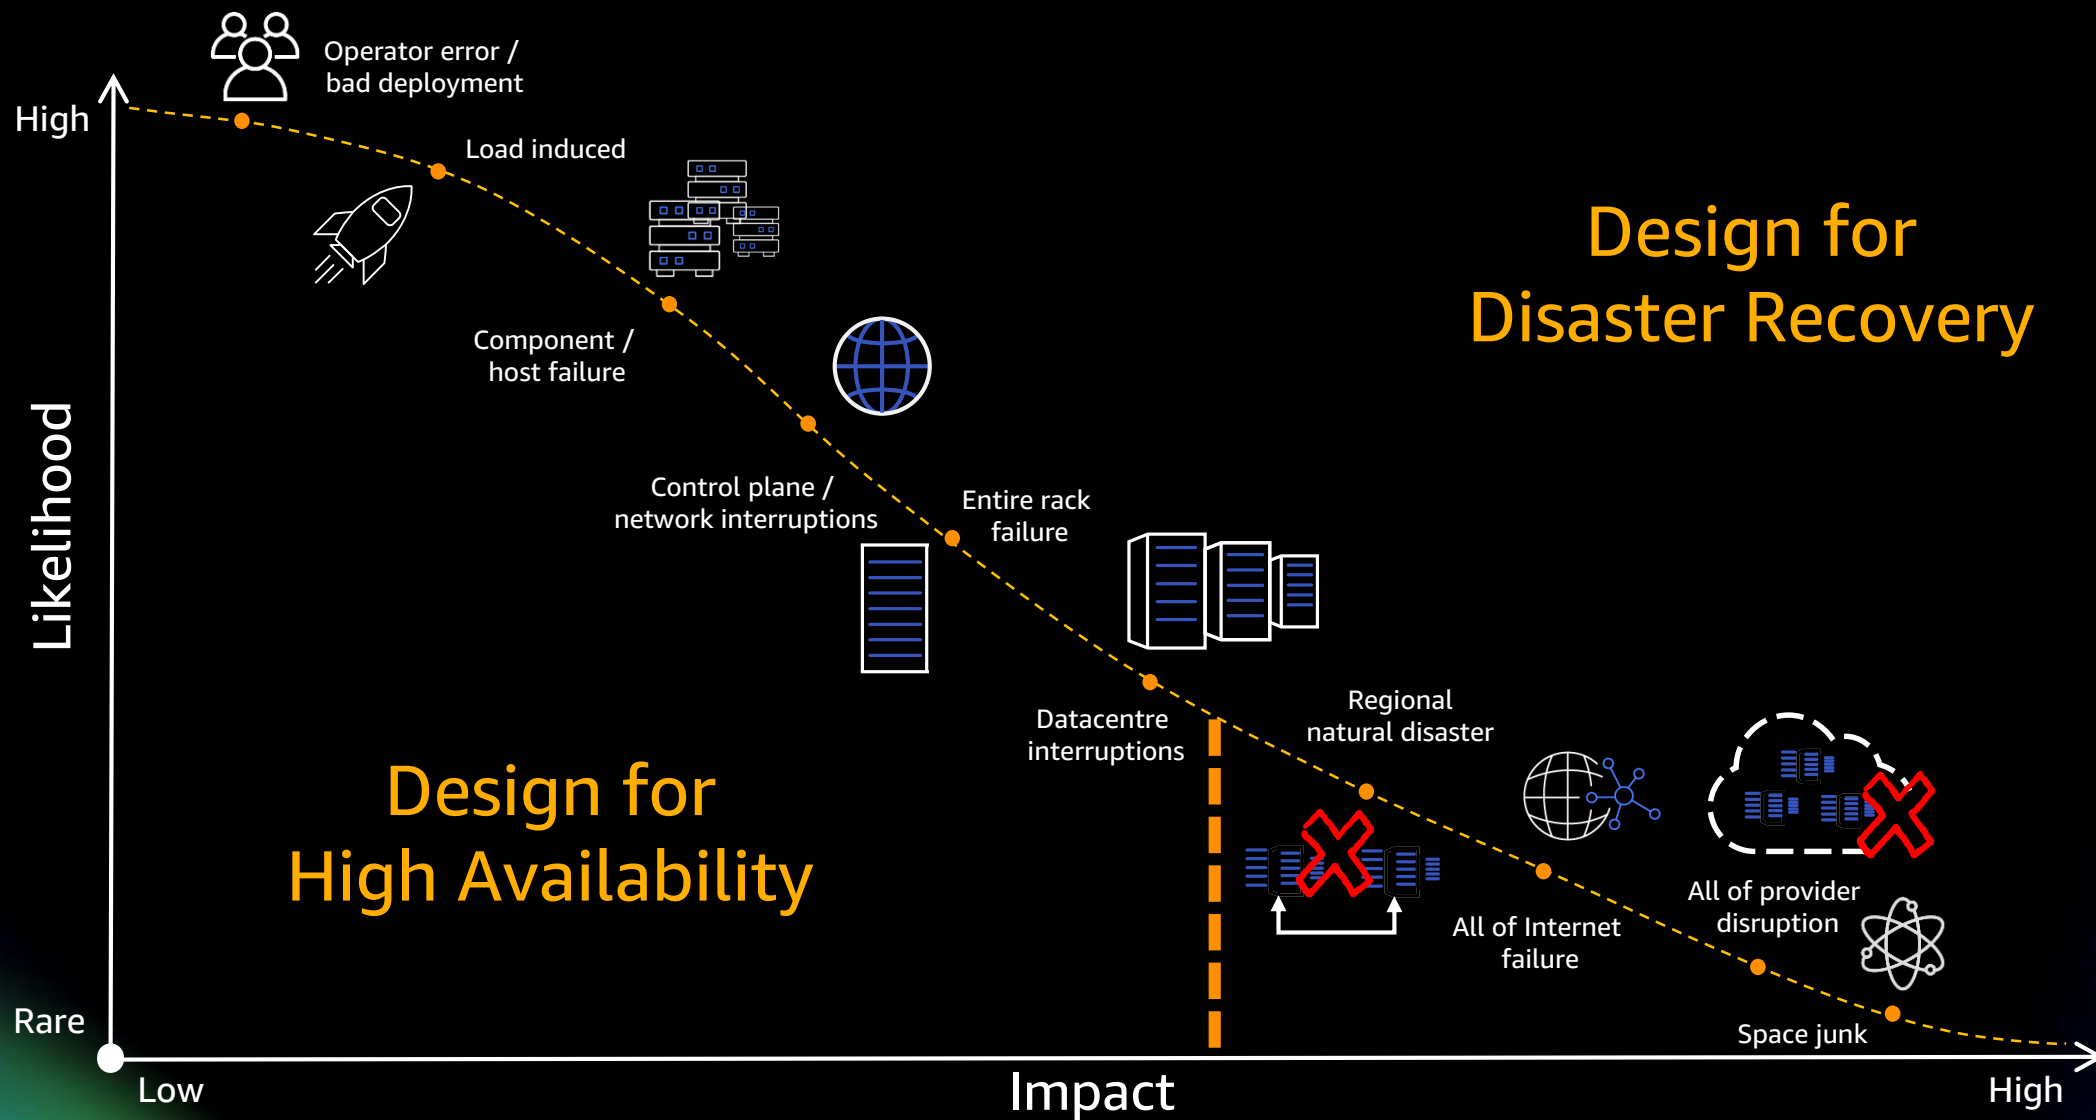 Operator error /
bad deployment
High
Load induced
Design for
Disaster Recovery
Component /
host failure
Likelihood
Control plane /
network interruptions
Entire rack
failure
Regional
natural disaster
Datacentre
interruptions
Design for
High Availability
All of provider
disruption
All of Internet
failure
Rare
Space junk
Low
Impact
High